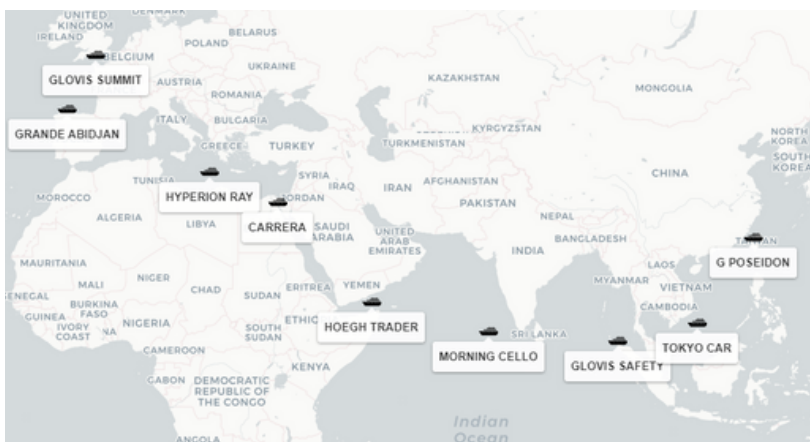 UNITED
KINGDOM
IRELAND
DENMARK
BELARUS
POLAND
BELGIUM
GLOVIS SUMMIT
UKRAINE
AUSTRIA
ROMANIA
KAZAKHSTAN
MONGOLIA
GRANDE ABIDJAN
ITALY
BULGARIA
GREECE
TURKEY
KYRGYZSTAN
TURKMENISTAN
NORTH
KOREA
SOUTH
KOREA
TUNISIA
SYRIA
IRAQ
IRAN
AFGHANISTAN
CHINA
MOROCCO
HYPERION RAY
JORDAN
PAKISTAN
ALGERIA
LIBYA
CARRERA
SAUDI
ARABIA
UNITED
ARAB
EMIRATES
NEPAL
BANGLADESH
INDIA
TAIWAN
G POSEIDON
MAURITANIA
MALI
NIGER
CHAD
SUDAN
ERITREA
YEMEN
MYANMAR
LAOS
VIETNAM
SENEGAL
BURKINA
FASO
GUINEA
IVORY
COAST
NIGERIA
HOEGH TRADER
CAMBODIA
SOUTH
SUDAN
SRI LANKA
MORNING CELLO
GLOVIS SAFETY
TOKYO CAR
CAMEROON
KENYA
GABON
DEMOCRATIC
REPUBLIC OF
THE CONGO
ANGOLA
Indian
Ocean